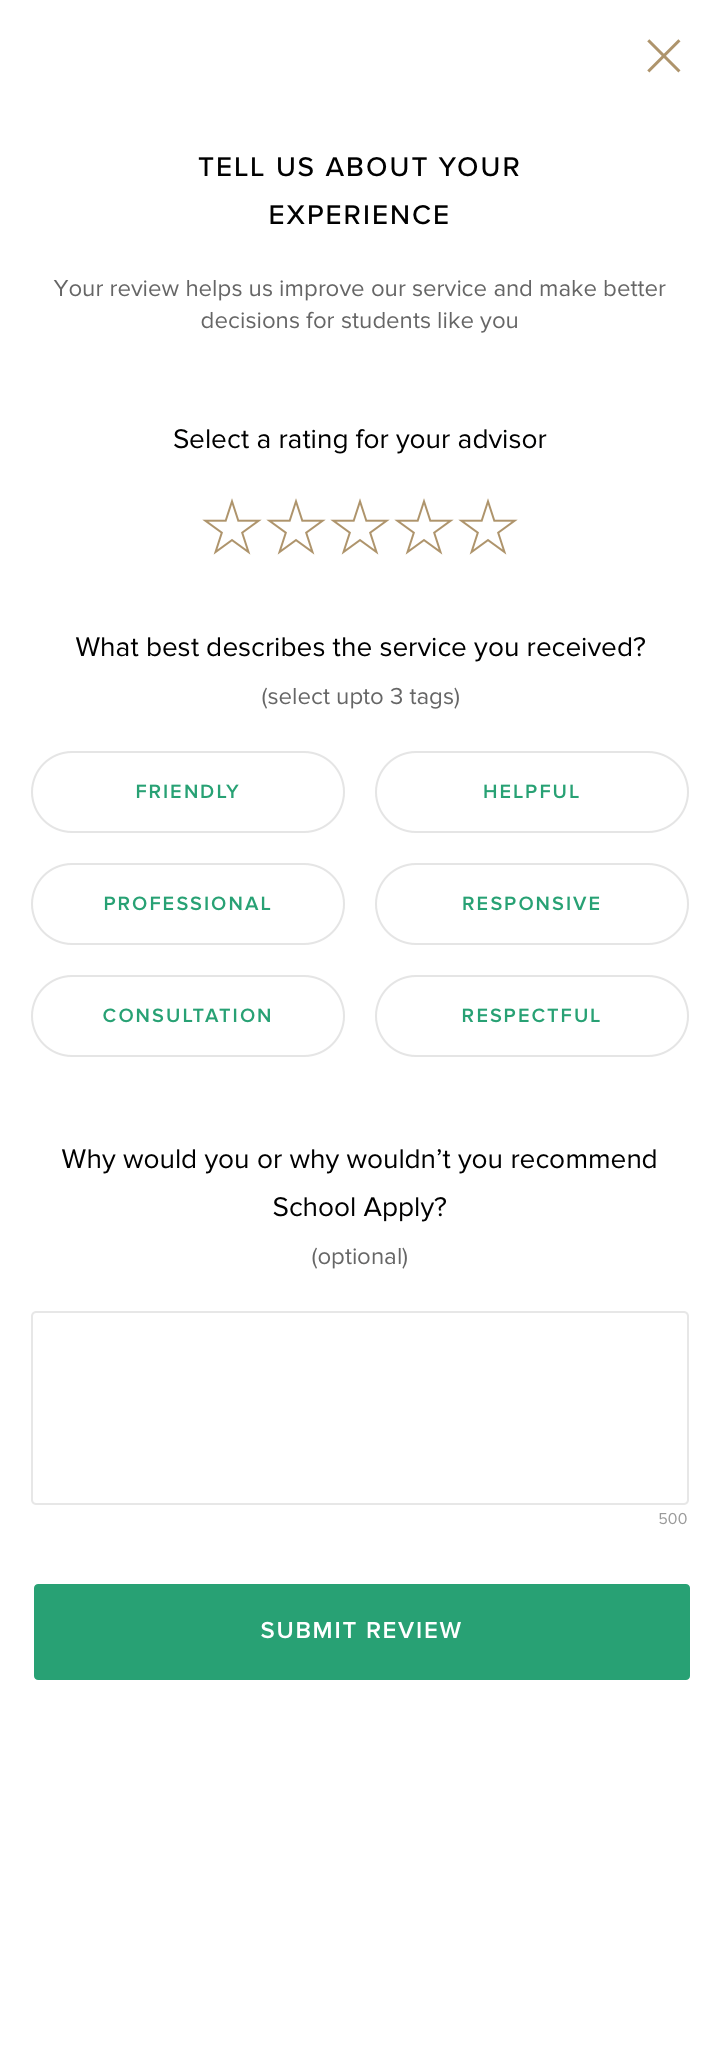 TELL US ABOUT YOUR
EXPERIENCE
Your review helps us improve our service and make better
decisions for students like you
Select a rating for your advisor
What best describes the service you received?
(select upto 3 tags)
FRIENDLY
HELPFUL
PROFESSIONAL
RESPONSIVE
CONSULTATION
RESPECTFUL
Why would you or why wouldn’t you recommend
School Apply?
(optional)
500
SUBMIT REVIEW